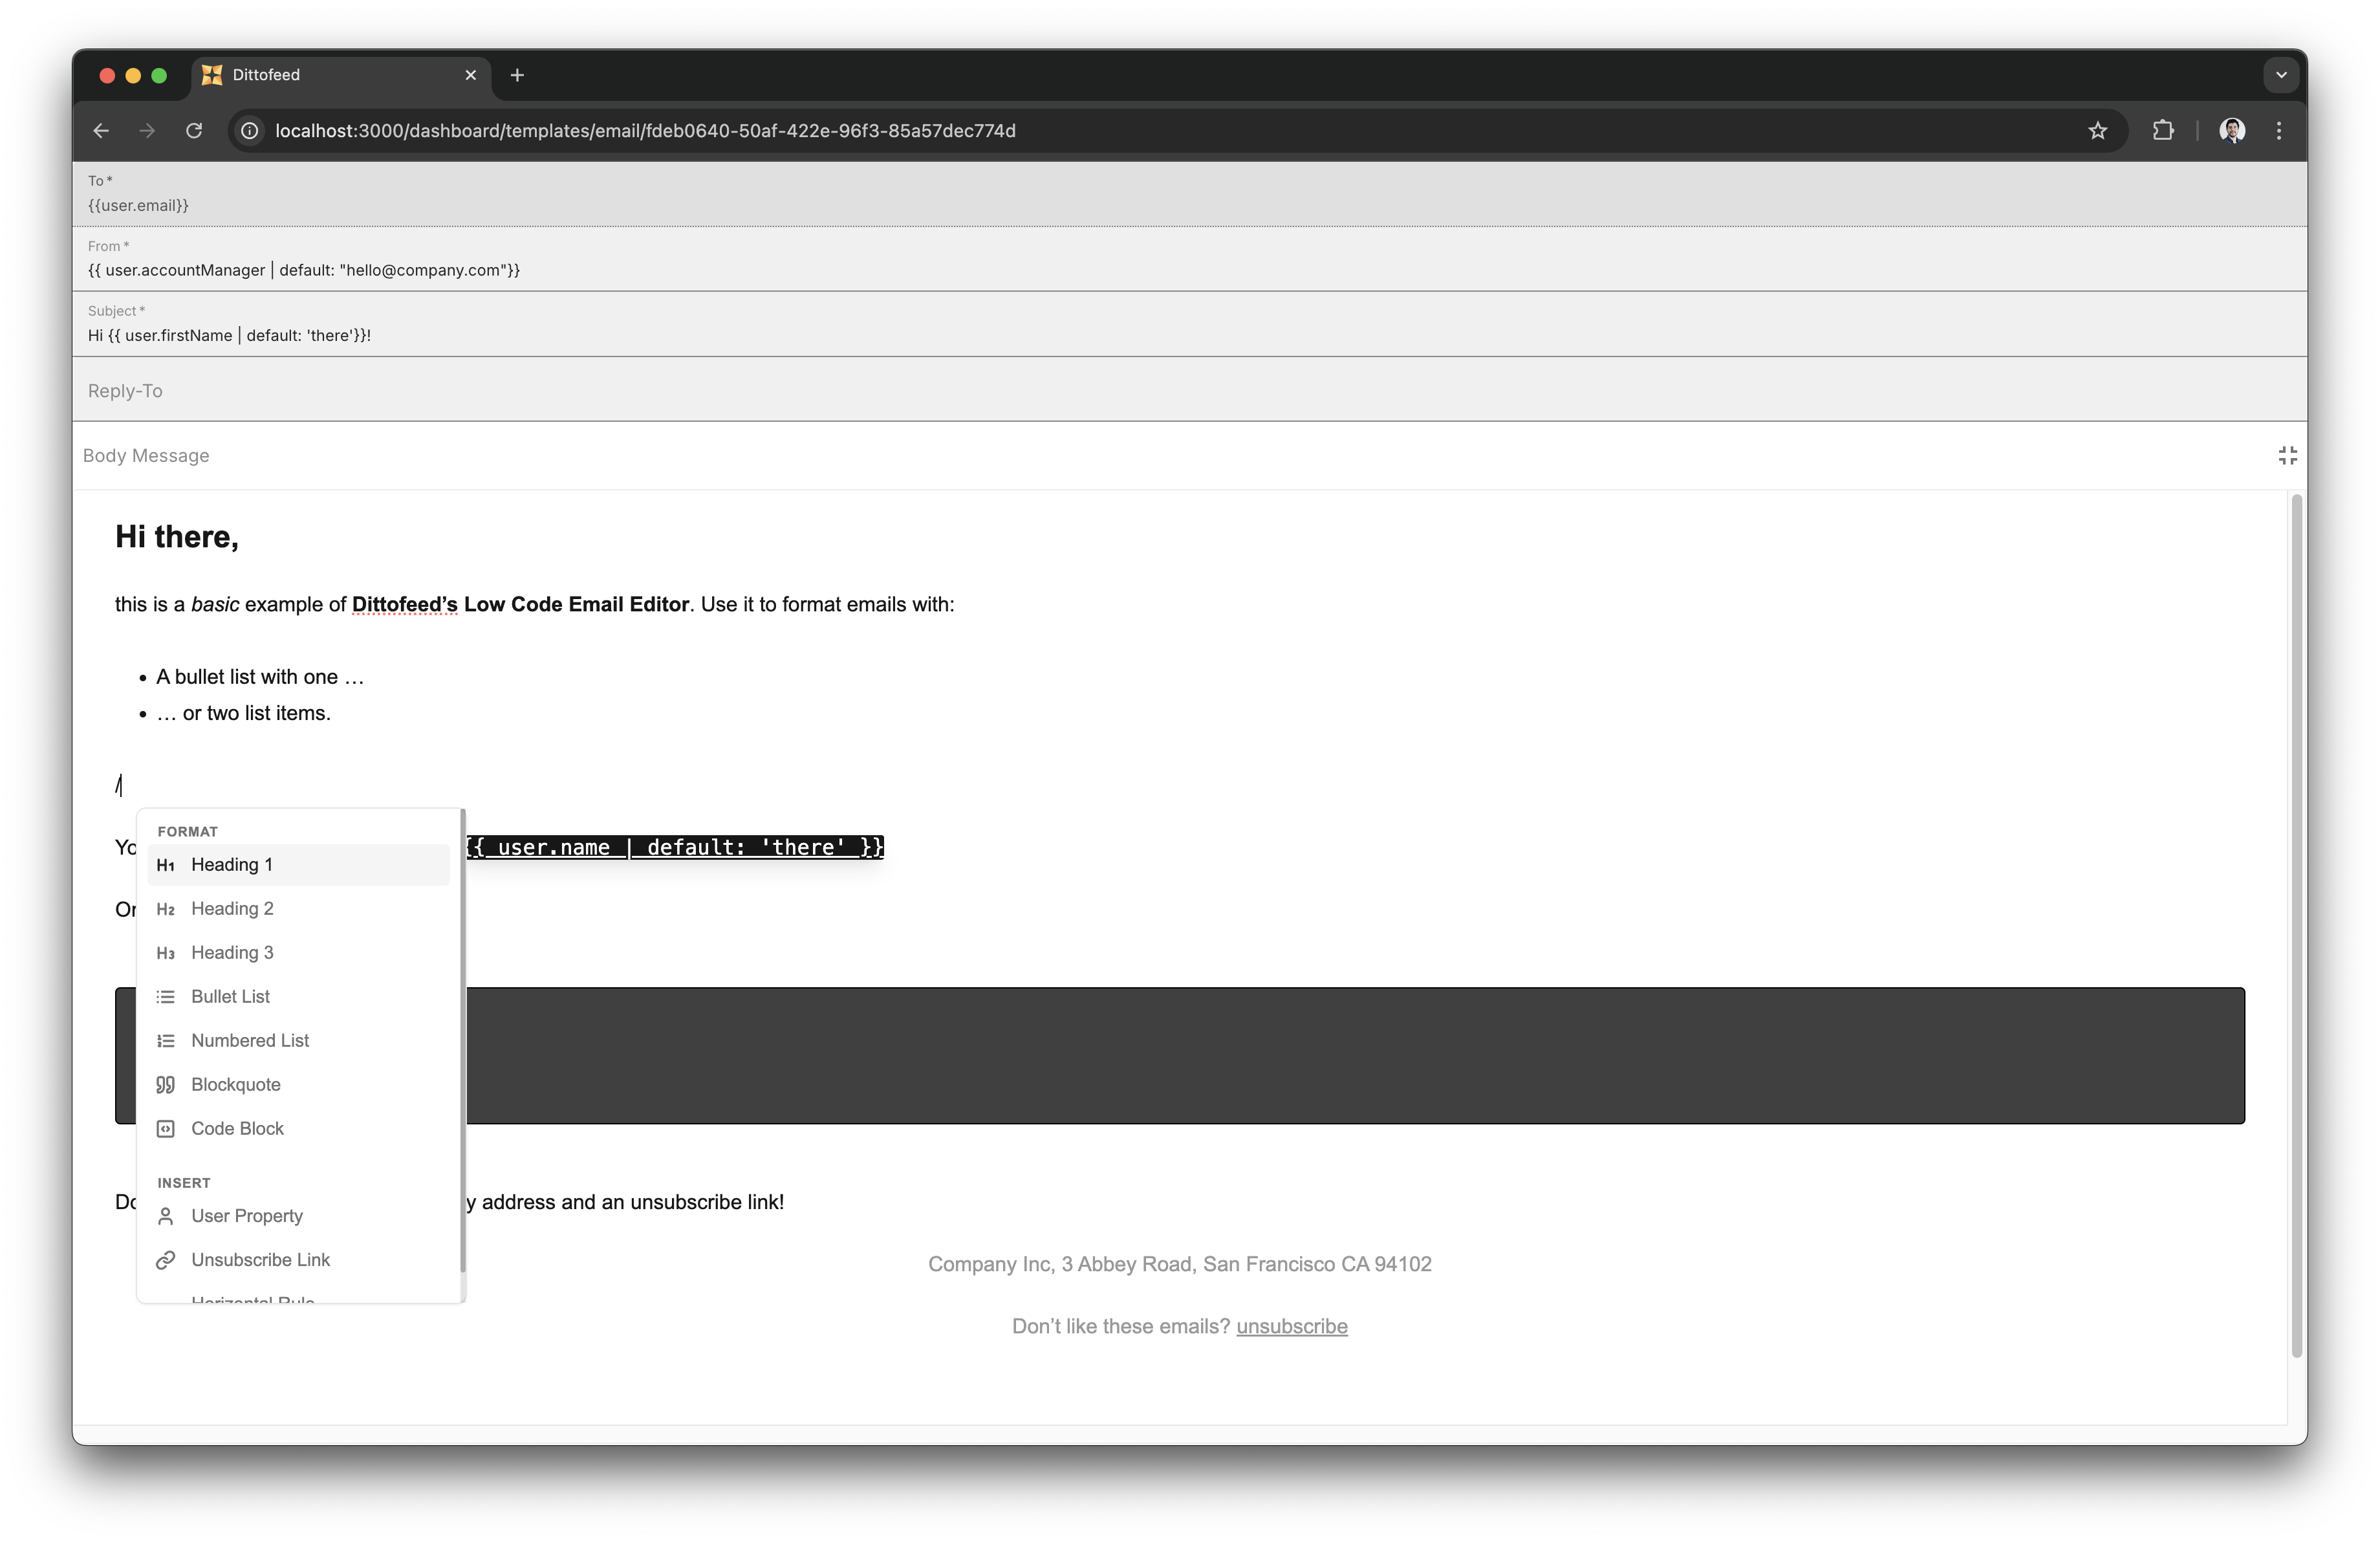 Dittofeed
localhost:3000/dashboard/templates/email/fdeb0640-50af-422e-96f3-85a57dec774d
To *
{{user.email}}
From *
{{ user.accountManager | default: "hello@company.com"}}
Subject *
Hi {{ user.firstName | default: 'there'}}!
Reply-To
Body Message
Hi there,
this is a basic example of Dittofeed’s Low Code Email Editor. Use it to format emails with:
• A bullet list with one …
• … or two list items.
/
FORMAT
Yo {{ user.name | default: 'there' }}
H1 Heading 1
H2 Heading 2
Or
H3 Heading 3
Bullet List
Numbered List
Blockquote
Code Block
INSERT
Do y address and an unsubscribe link!
User Property
Unsubscribe Link
Horizontal Rule
Company Inc, 3 Abbey Road, San Francisco CA 94102
Don’t like these emails? unsubscribe